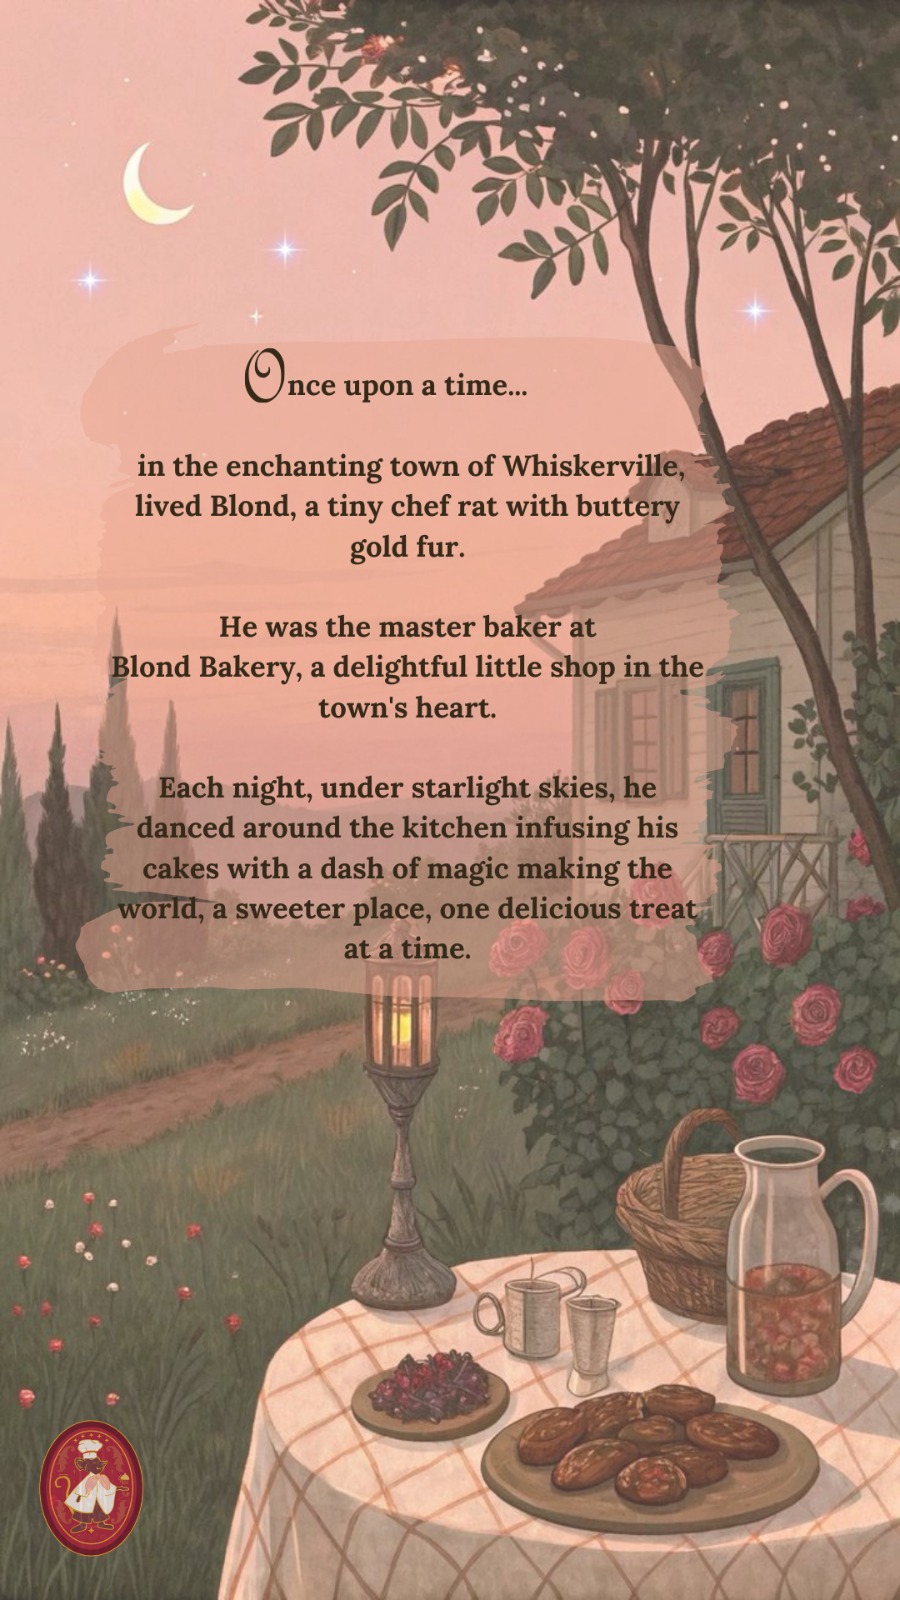 Once upon a time...
in the enchanting town of Whiskerville,
lived Blond, a tiny chef rat with buttery
gold fur.
He was the master baker at
Blond Bakery, a delightful little shop in the
town's heart.
Each night, under starlight skies, he
danced around the kitchen infusing his
cakes with a dash of magic making the
world, a sweeter place, one delicious treat
at a time.